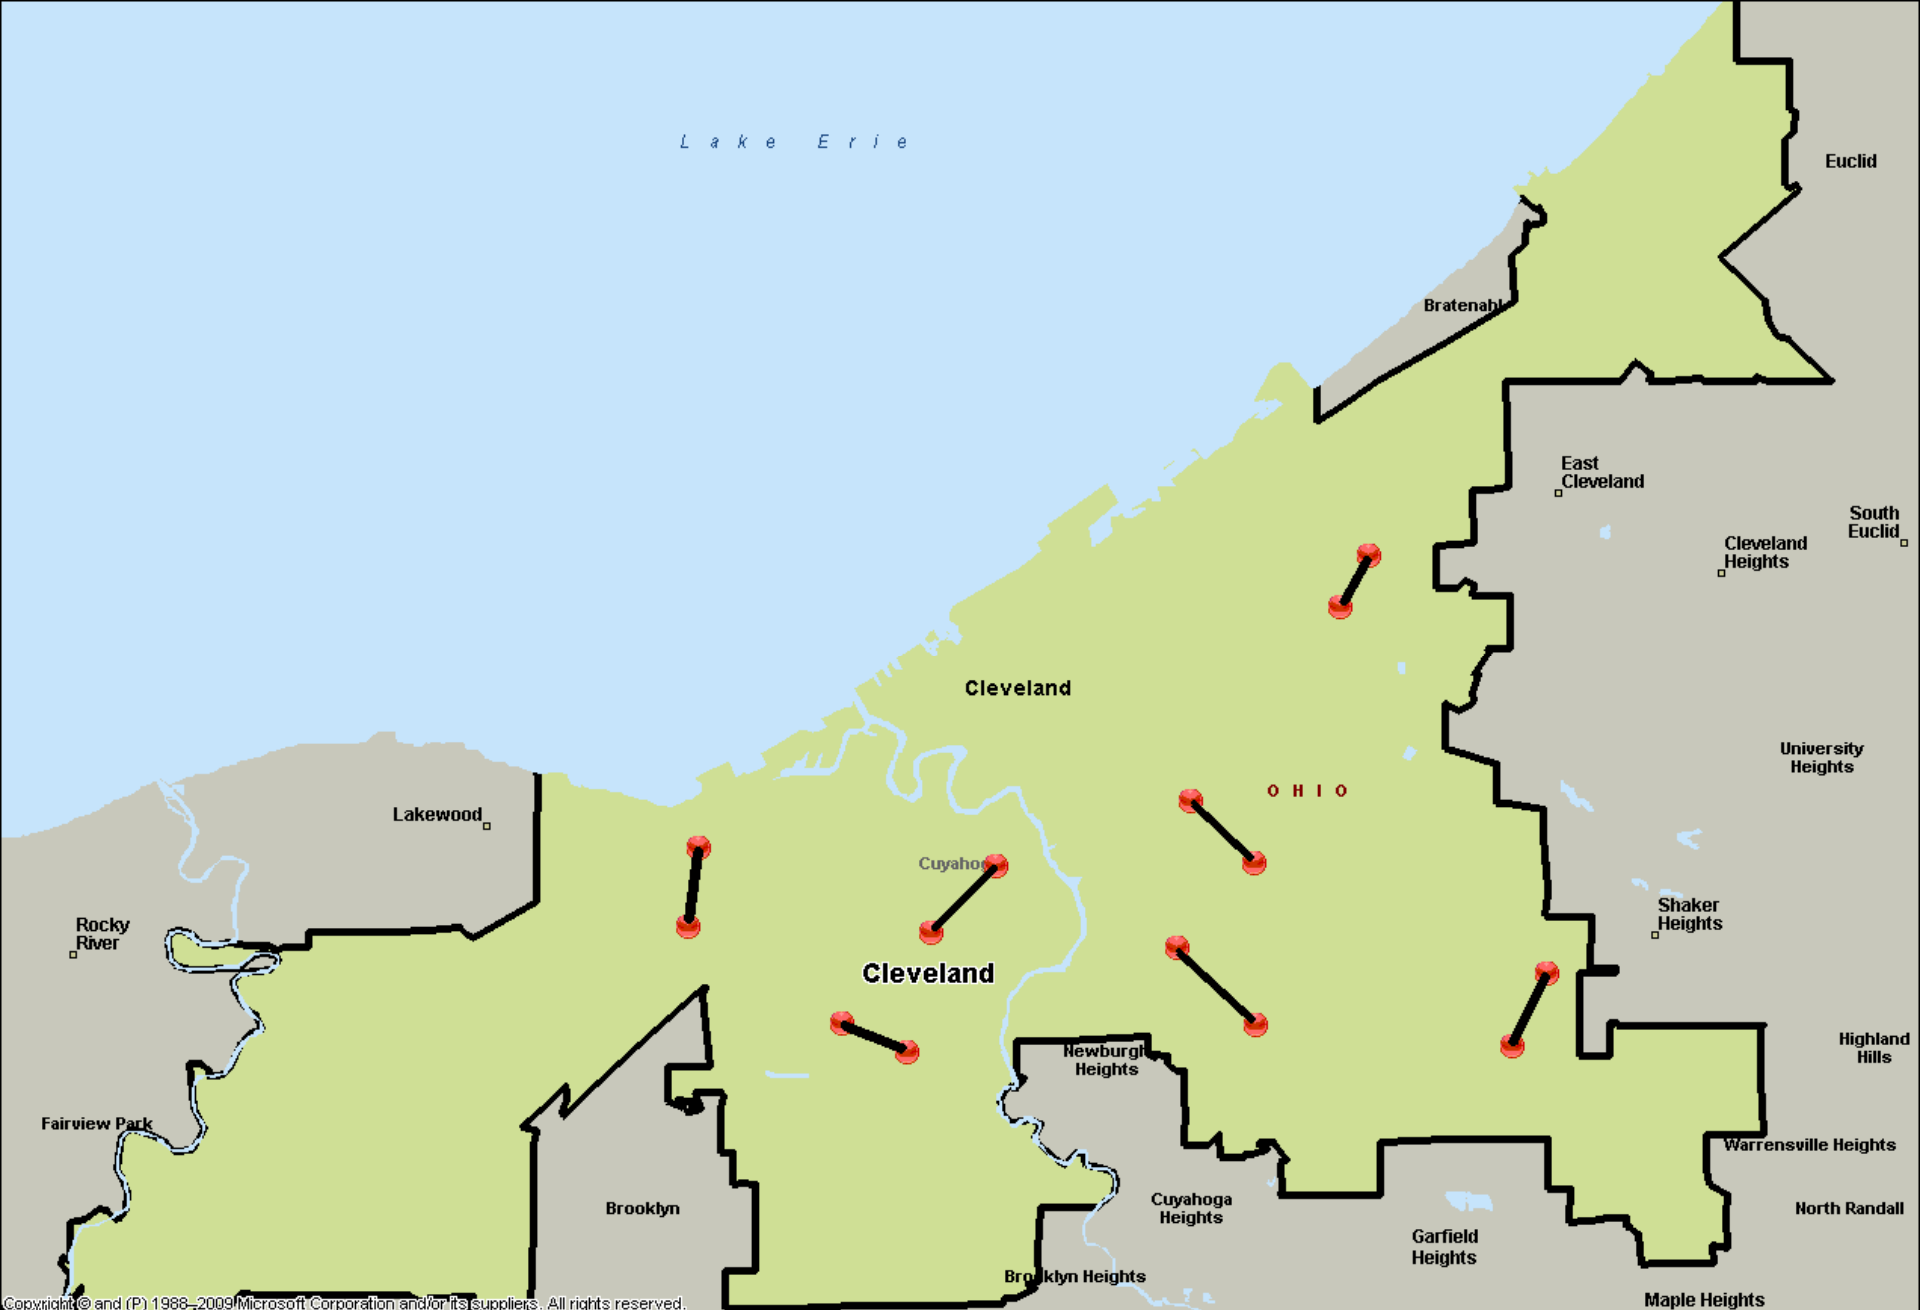 Lake Erie
Euclid
Bratenahl
East
Cleveland
South
Euclid
Cleveland
Heights
Cleveland
University
Heights
OHIO
Lakewood
Cuyaho
Shaker
Heights
Rocky
River
Cleveland
Newburgh
Heights
Highland
Hills
Fairview Park
Warrensville Heights
Brooklyn
Cuyahoga
Heights
North Randall
Garfield
Heights
Brooklyn Heights
Maple Heights
Copyright © and (P) 1988–2009 Microsoft Corporation and/or its suppliers. All rights reserved.